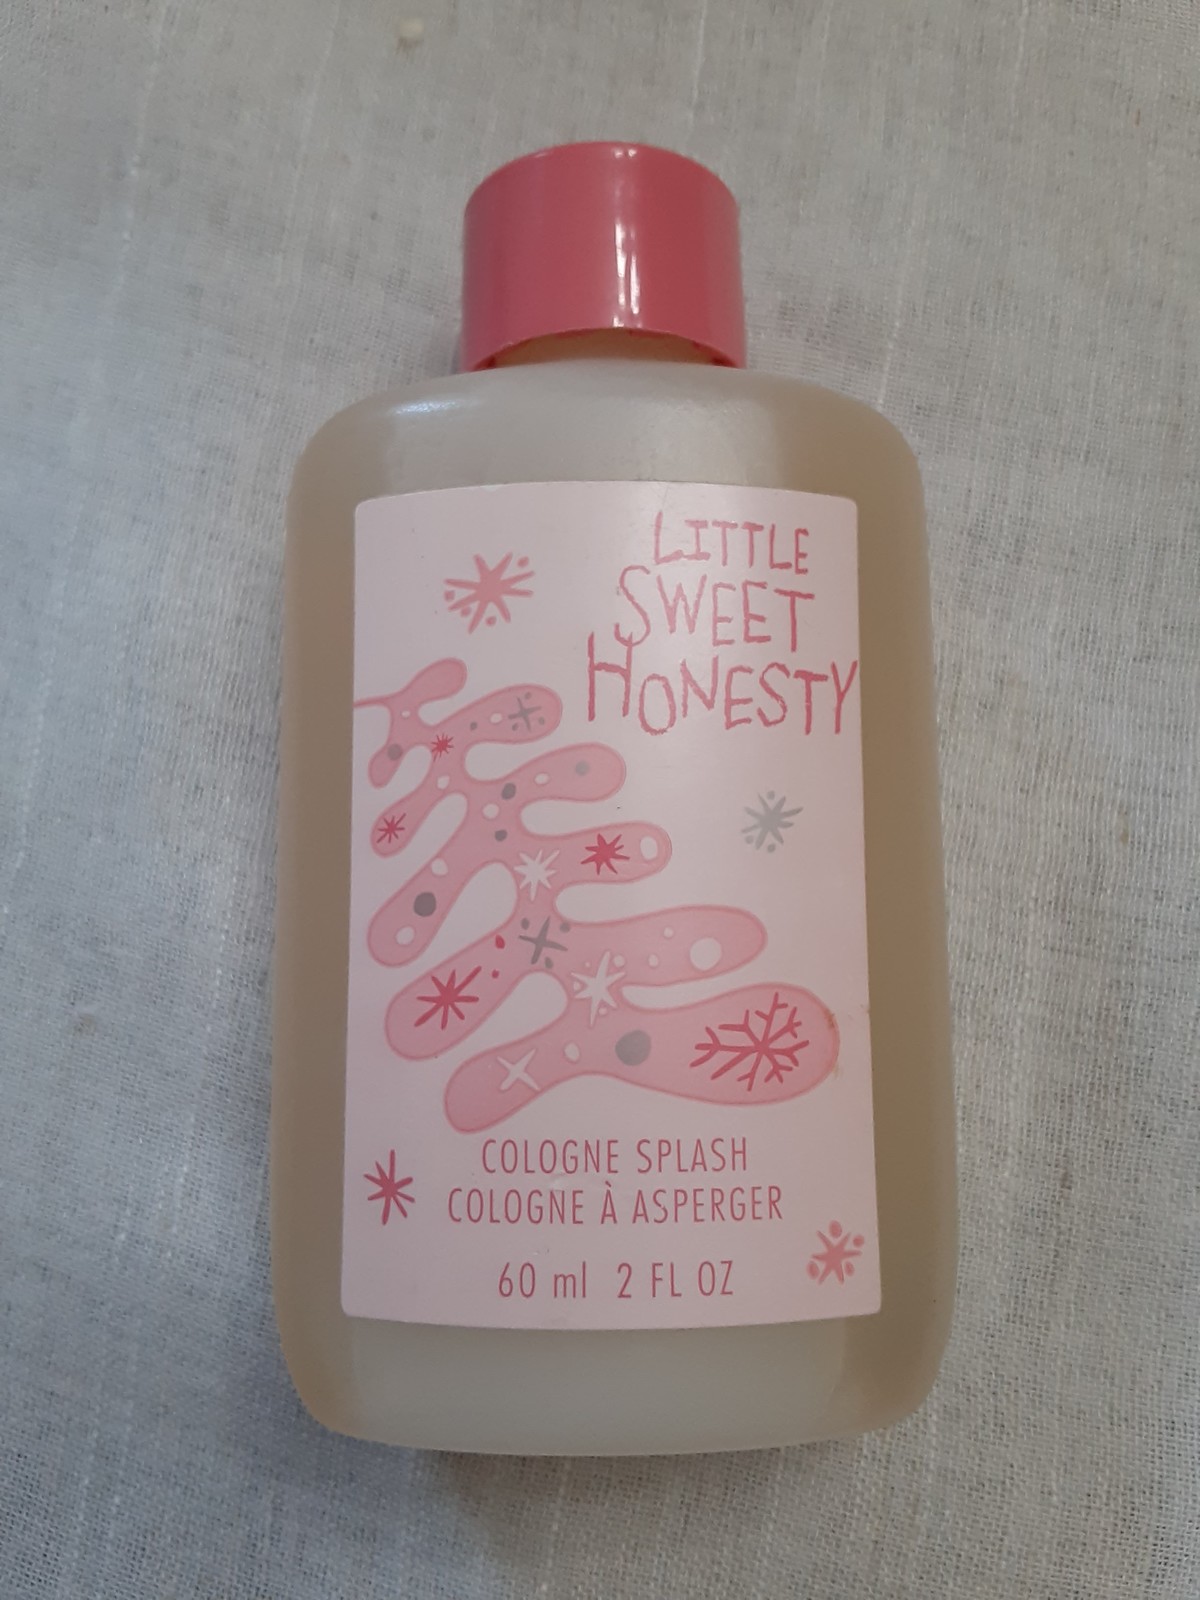 LITTLE
SWEET
HONESTY
COLOGNE SPLASH
COLOGNE À ASPERGER
60 ml 2 FL OZ